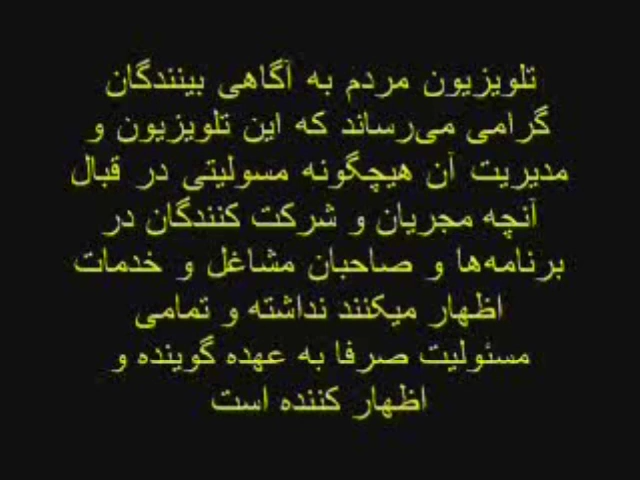 تلویزیون مردم به آگاهی بینندگان
گرامی می‌رساند که این تلویزیون و
مدیریت آن هیچگونه مسولیتی در قبال
آنچه مجریان و شرکت کنندگان در
برنامه‌ها و صاحبان مشاغل و خدمات
اظهار میکنند نداشته و تمامی
مسئولیت صرفا به عهده گوینده و
اظهار کننده است